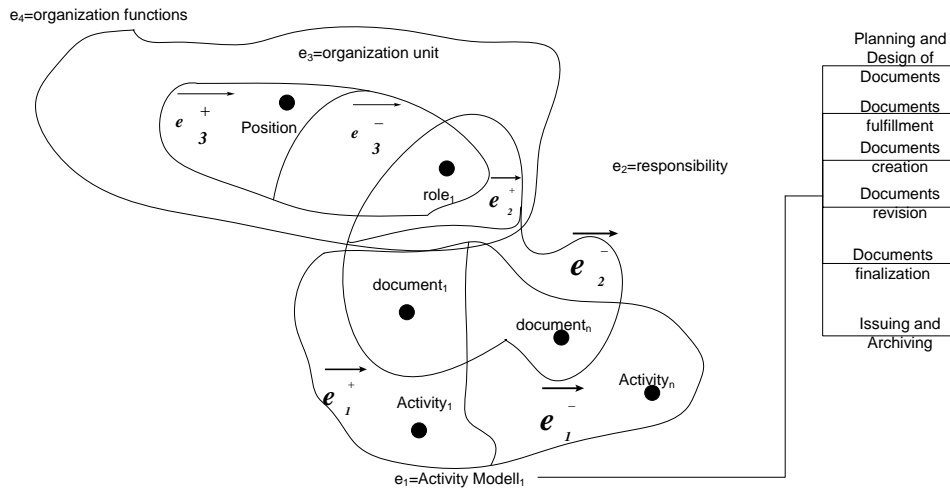 e₄=organization functions
e₃=organization unit
e 3 +
Position
e 3 −
role₁
e 2 +
e₂=responsibility
e 2 −
document₁
documentₙ
e 1 +
Activity₁
e 1 −
Activityₙ
e₁=Activity Modell₁
Planning and
Design of
Documents
Documents
fulfillment
Documents
creation
Documents
revision
Documents
finalization
Issuing and
Archiving